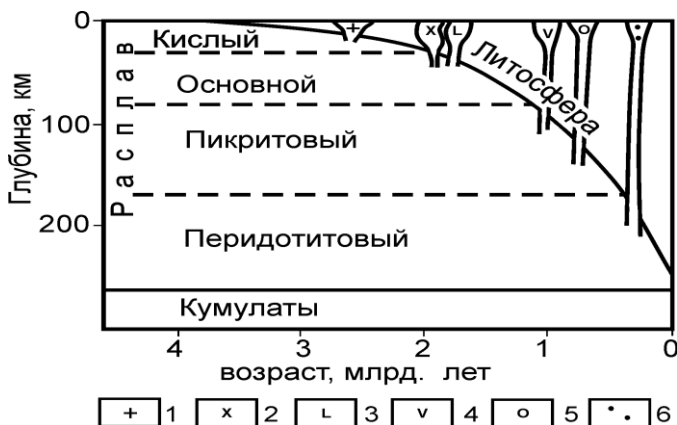 0
100
200
Глубина, км
Расплав
Кислый
Основной
Пикритовый
Перидотитовый
Кумулаты
Литосфера
+ x L v o
4 3 2 1 0
возраст, млрд. лет
+ 1 x 2 L 3 v 4 o 5 • • 6